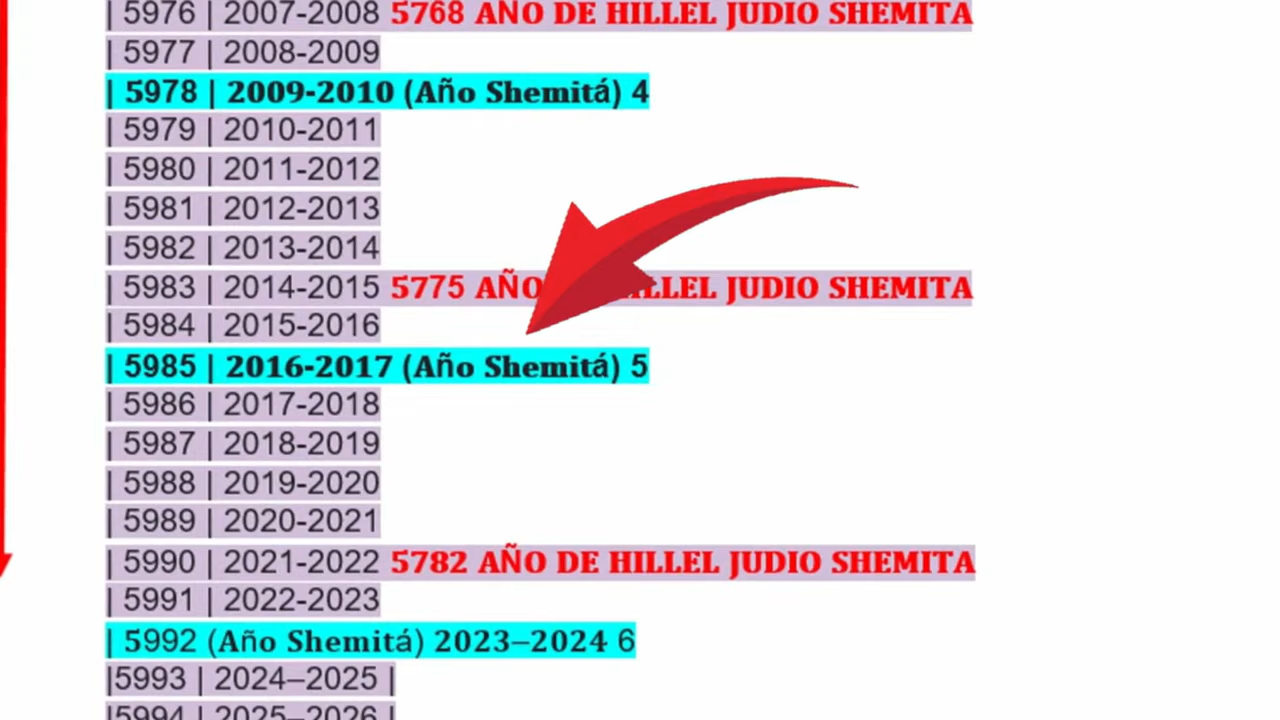 | 5976 | 2007-2008 5768 AÑO DE HILLEL JUDIO SHEMITA
| 5977 | 2008-2009
| 5978 | 2009-2010 (Año Shemitá) 4
| 5979 | 2010-2011
| 5980 | 2011-2012
| 5981 | 2012-2013
| 5982 | 2013-2014
| 5983 | 2014-2015 5775 AÑO HILLEL JUDIO SHEMITA
| 5984 | 2015-2016
| 5985 | 2016-2017 (Año Shemitá) 5
| 5986 | 2017-2018
| 5987 | 2018-2019
| 5988 | 2019-2020
| 5989 | 2020-2021
| 5990 | 2021-2022 5782 AÑO DE HILLEL JUDIO SHEMITA
| 5991 | 2022-2023
| 5992 (Año Shemitá) 2023–2024 6
|5993 | 2024–2025 |
|5994 | 2025–2026 |